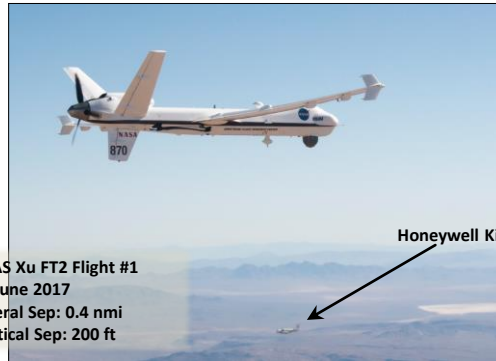 NASA
870
Honeywell Ki
AS Xu FT2 Flight #1
une 2017
eral Sep: 0.4 nmi
tical Sep: 200 ft